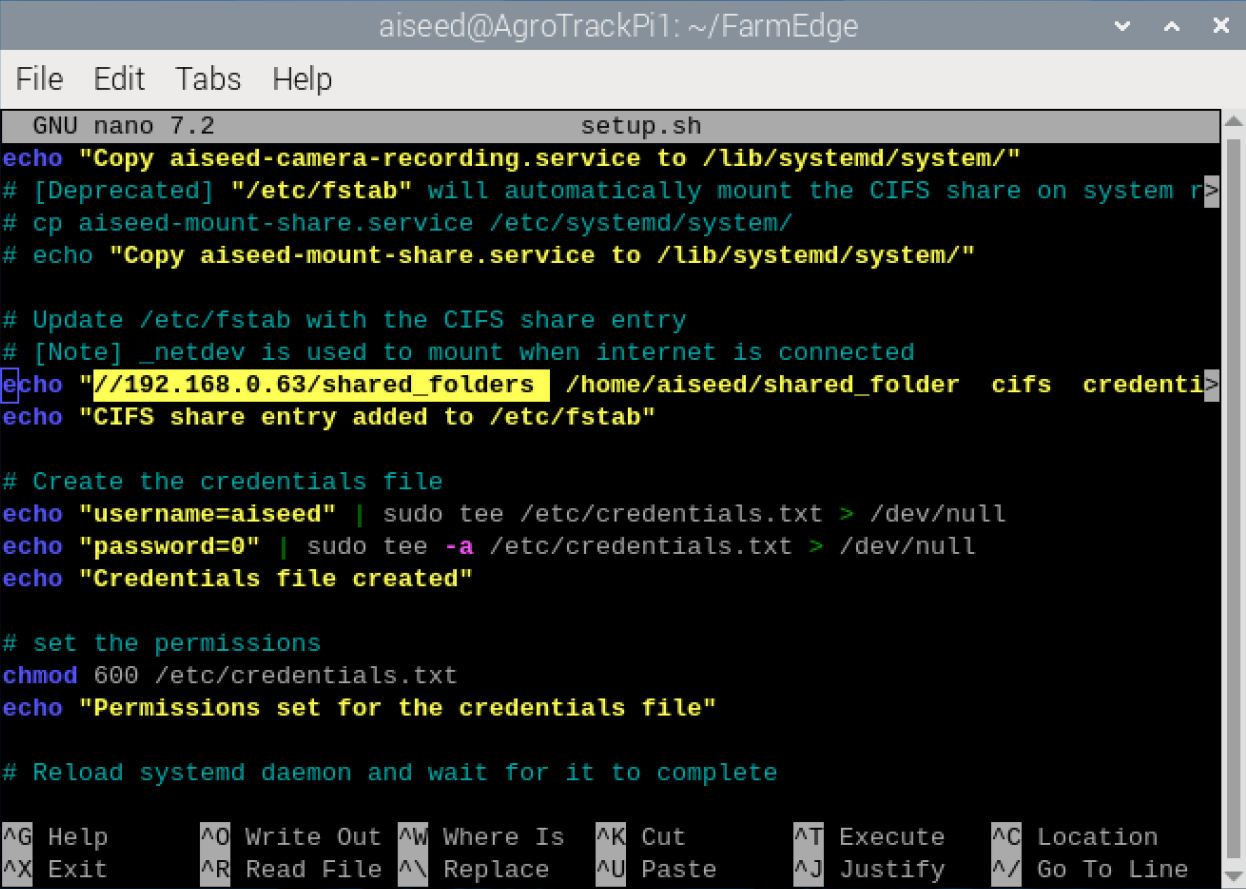 aiseed@AgroTrackPi1: ~/FarmEdge
File Edit Tabs Help
GNU nano 7.2 setup.sh
echo "Copy aiseed-camera-recording.service to /lib/systemd/system/"
# [Deprecated] "/etc/fstab" will automatically mount the CIFS share on system r>
# cp aiseed-mount-share.service /etc/systemd/system/
# echo "Copy aiseed-mount-share.service to /lib/systemd/system/"
# Update /etc/fstab with the CIFS share entry
# [Note] _netdev is used to mount when internet is connected
echo "//192.168.0.63/shared_folders  /home/aiseed/shared_folder  cifs  credenti>
echo "CIFS share entry added to /etc/fstab"
# Create the credentials file
echo "username=aiseed" | sudo tee /etc/credentials.txt > /dev/null
echo "password=0" | sudo tee -a /etc/credentials.txt > /dev/null
echo "Credentials file created"
# set the permissions
chmod 600 /etc/credentials.txt
echo "Permissions set for the credentials file"
# Reload systemd daemon and wait for it to complete
^G Help ^O Write Out ^W Where Is ^K Cut ^T Execute ^C Location
^X Exit ^R Read File ^\ Replace ^U Paste ^J Justify ^/ Go To Line